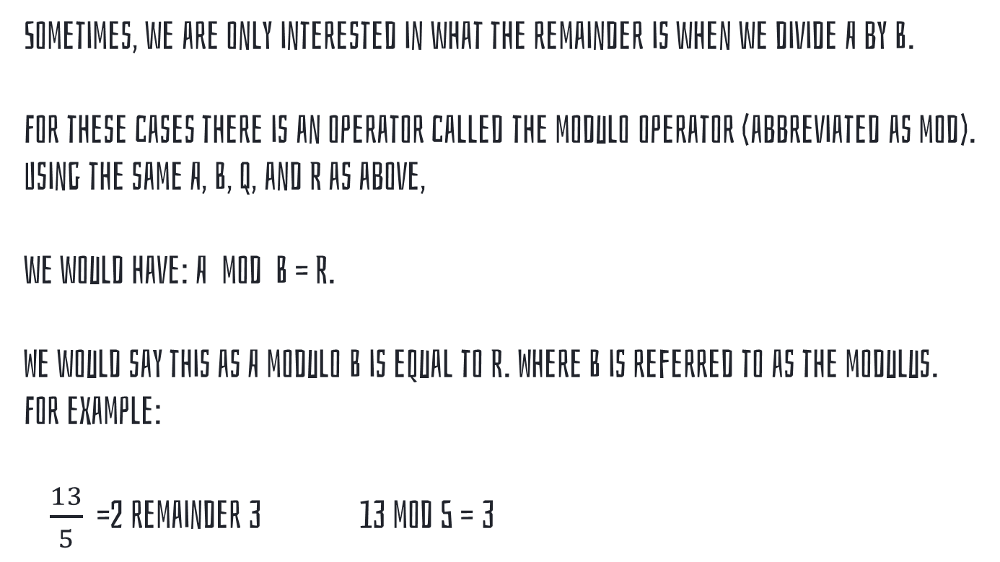 SOMETIMES, WE ARE ONLY INTERESTED IN WHAT THE REMAINDER IS WHEN WE DIVIDE A BY B.
FOR THESE CASES THERE IS AN OPERATOR CALLED THE MODULO OPERATOR (ABBREVIATED AS MOD).
USING THE SAME A, B, Q, AND R AS ABOVE,
WE WOULD HAVE: A MOD B = R.
WE WOULD SAY THIS AS A MODULO B IS EQUAL TO R. WHERE B IS REFERRED TO AS THE MODULUS.
FOR EXAMPLE:
13/5 =2 REMAINDER 3 13 MOD 5 = 3